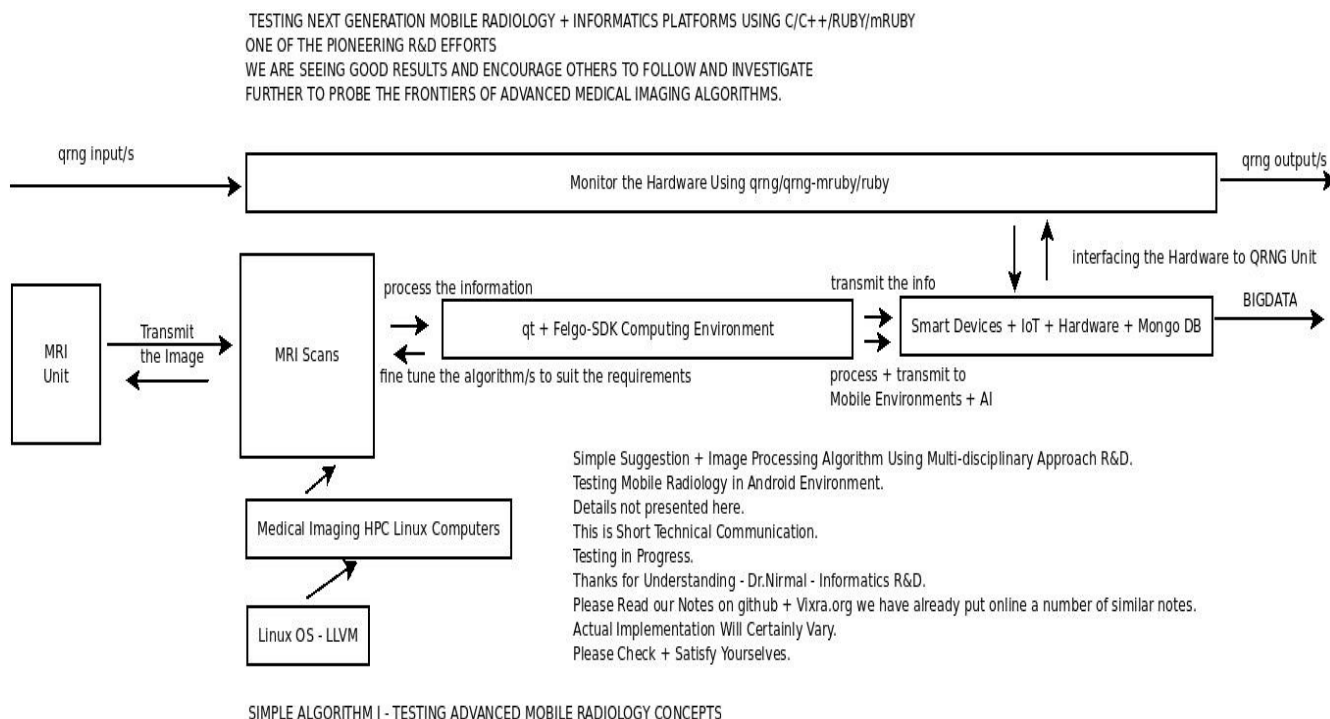 TESTING NEXT GENERATION MOBILE RADIOLOGY + INFORMATICS PLATFORMS USING C/C++/RUBY/mRUBY
ONE OF THE PIONEERING R&D EFFORTS
WE ARE SEEING GOOD RESULTS AND ENCOURAGE OTHERS TO FOLLOW AND INVESTIGATE
FURTHER TO PROBE THE FRONTIERS OF ADVANCED MEDICAL IMAGING ALGORITHMS.
qrng input/s
Monitor the Hardware Using qrng/qrng-mruby/ruby
qrng output/s
interfacing the Hardware to QRNG Unit
MRI
Unit
Transmit
the Image
MRI Scans
process the information
qt + Felgo-SDK Computing Environment
fine tune the algorithm/s to suit the requirements
transmit the info
Smart Devices + IoT + Hardware + Mongo DB
BIGDATA
process + transmit to
Mobile Environments + AI
Medical Imaging HPC Linux Computers
Linux OS - LLVM
Simple Suggestion + Image Processing Algorithm Using Multi-disciplinary Approach R&D.
Testing Mobile Radiology in Android Environment.
Details not presented here.
This is Short Technical Communication.
Testing in Progress.
Thanks for Understanding - Dr.Nirmal - Informatics R&D.
Please Read our Notes on github + Vixra.org we have already put online a number of similar notes.
Actual Implementation Will Certainly Vary.
Please Check + Satisfy Yourselves.
SIMPLE ALGORITHM I - TESTING ADVANCED MOBILE RADIOLOGY CONCEPTS